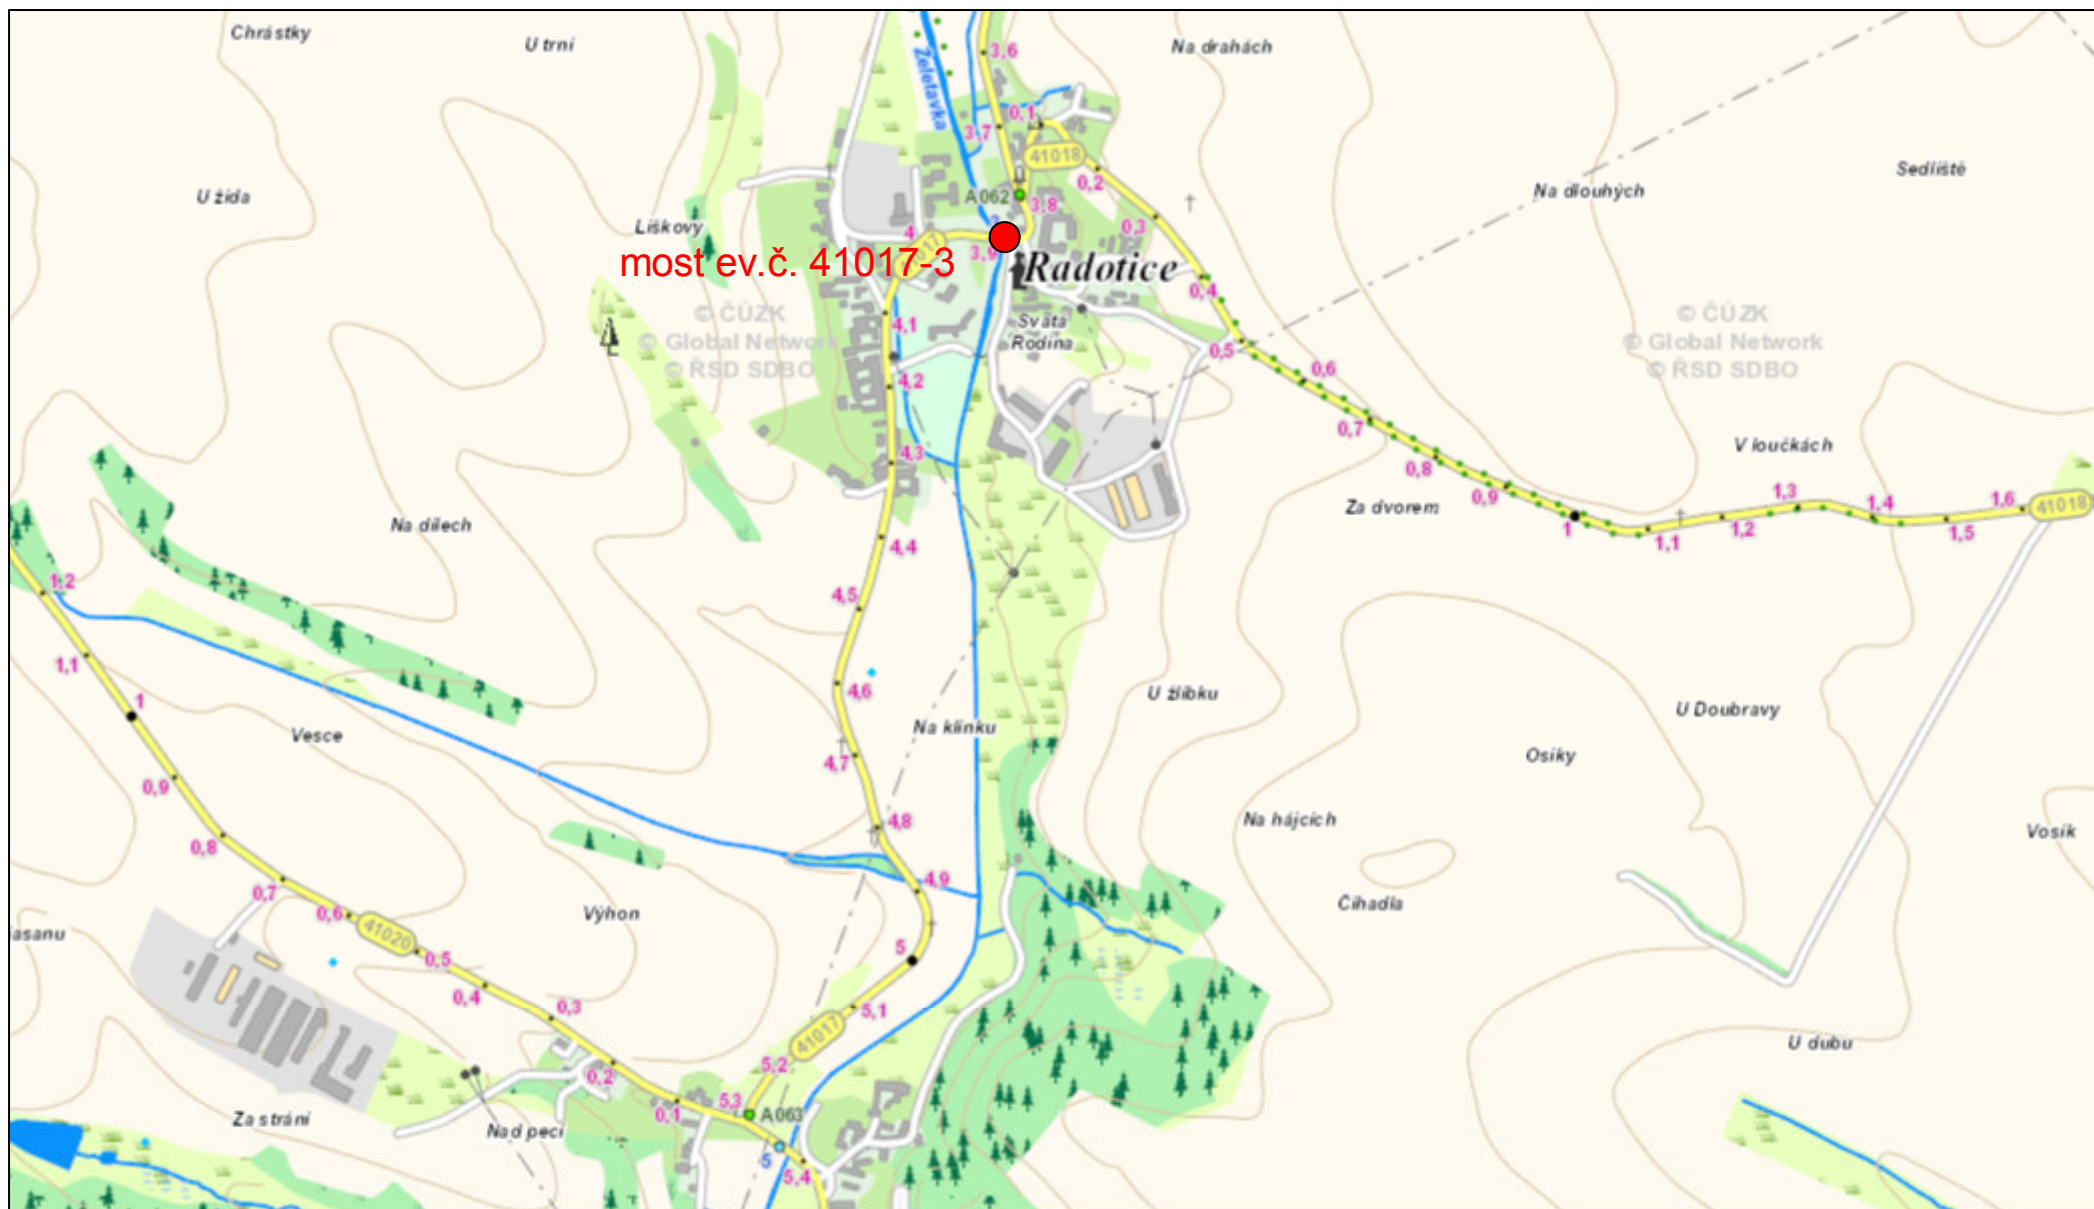 Chrástky
U trní
Na drahách
3,6
Želetavka
0,1
3,7
41018
0,2
Sedliště
U žida
A062
3,8
Na dlouhých
Liškový
4
0,3
3,9
most ev.č. 41017-3
Radotice
0,4
© ČÚZK
© Global Network
© ŘSD SDBO
4,1
Svatá
Rodina
0,5
© ČÚZK
© Global Network
© ŘSD SDBO
4,2
0,6
0,7
4,3
0,8
V loučkách
0,9
1,3
1,4
1,6
41018
Na dílech
Za dvorem
1
1,1
1,2
1,5
4,4
1,2
4,5
1,1
4,6
U žlíbku
1
Vesce
Na klínku
U Doubravy
4,7
Osiky
0,9
4,8
Na hájcích
Vosík
0,8
4,9
0,7
0,6
Výhon
Čihadla
asanu
41020
0,5
5
0,4
0,3
5,1
41017
U dubu
5,2
0,2
5,3
A063
0,1
Za strání
Nad pecí
5
5,4